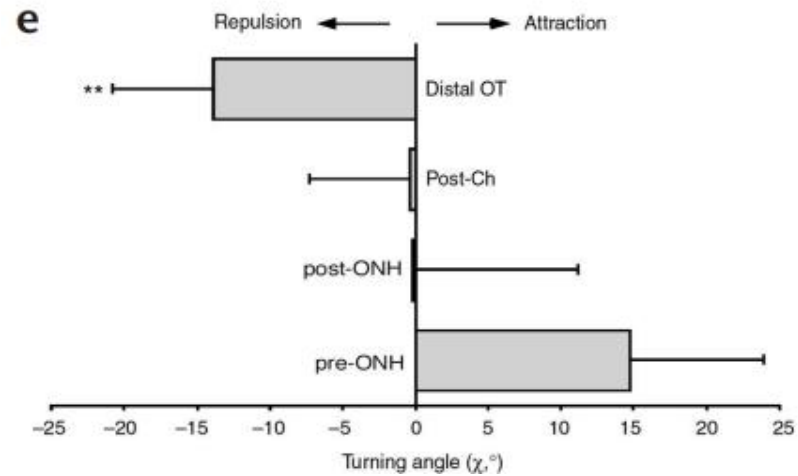 e
Repulsion Attraction
** Distal OT
Post-Ch
post-ONH
pre-ONH
–25 –20 –15 –10 –5 0 5 10 15 20 25
Turning angle (χ,°)